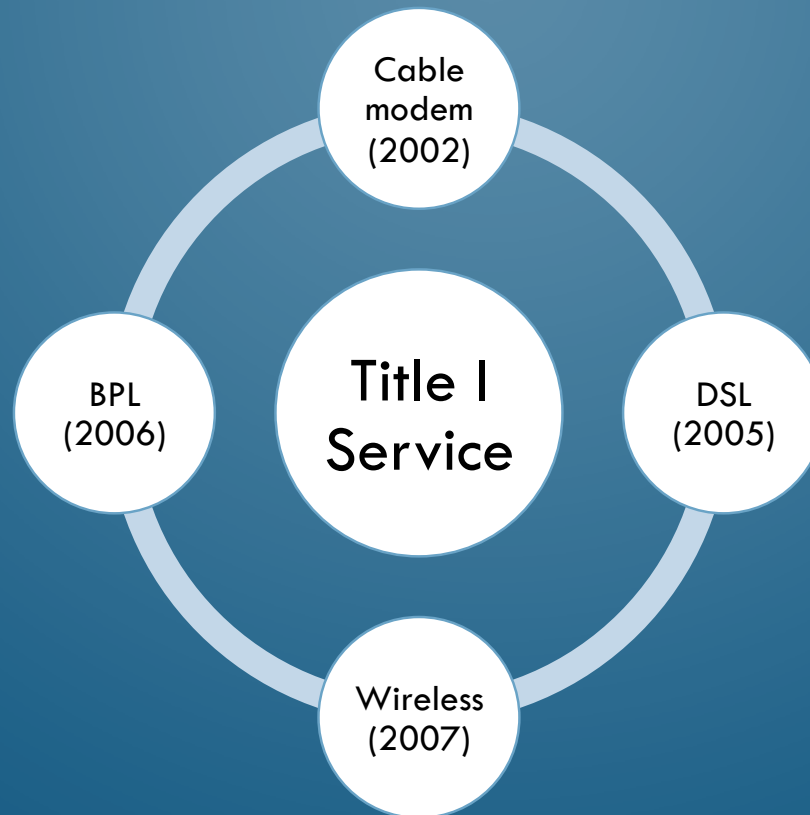 Cable
modem
(2002)
BPL
(2006)
Title I
Service
DSL
(2005)
Wireless
(2007)